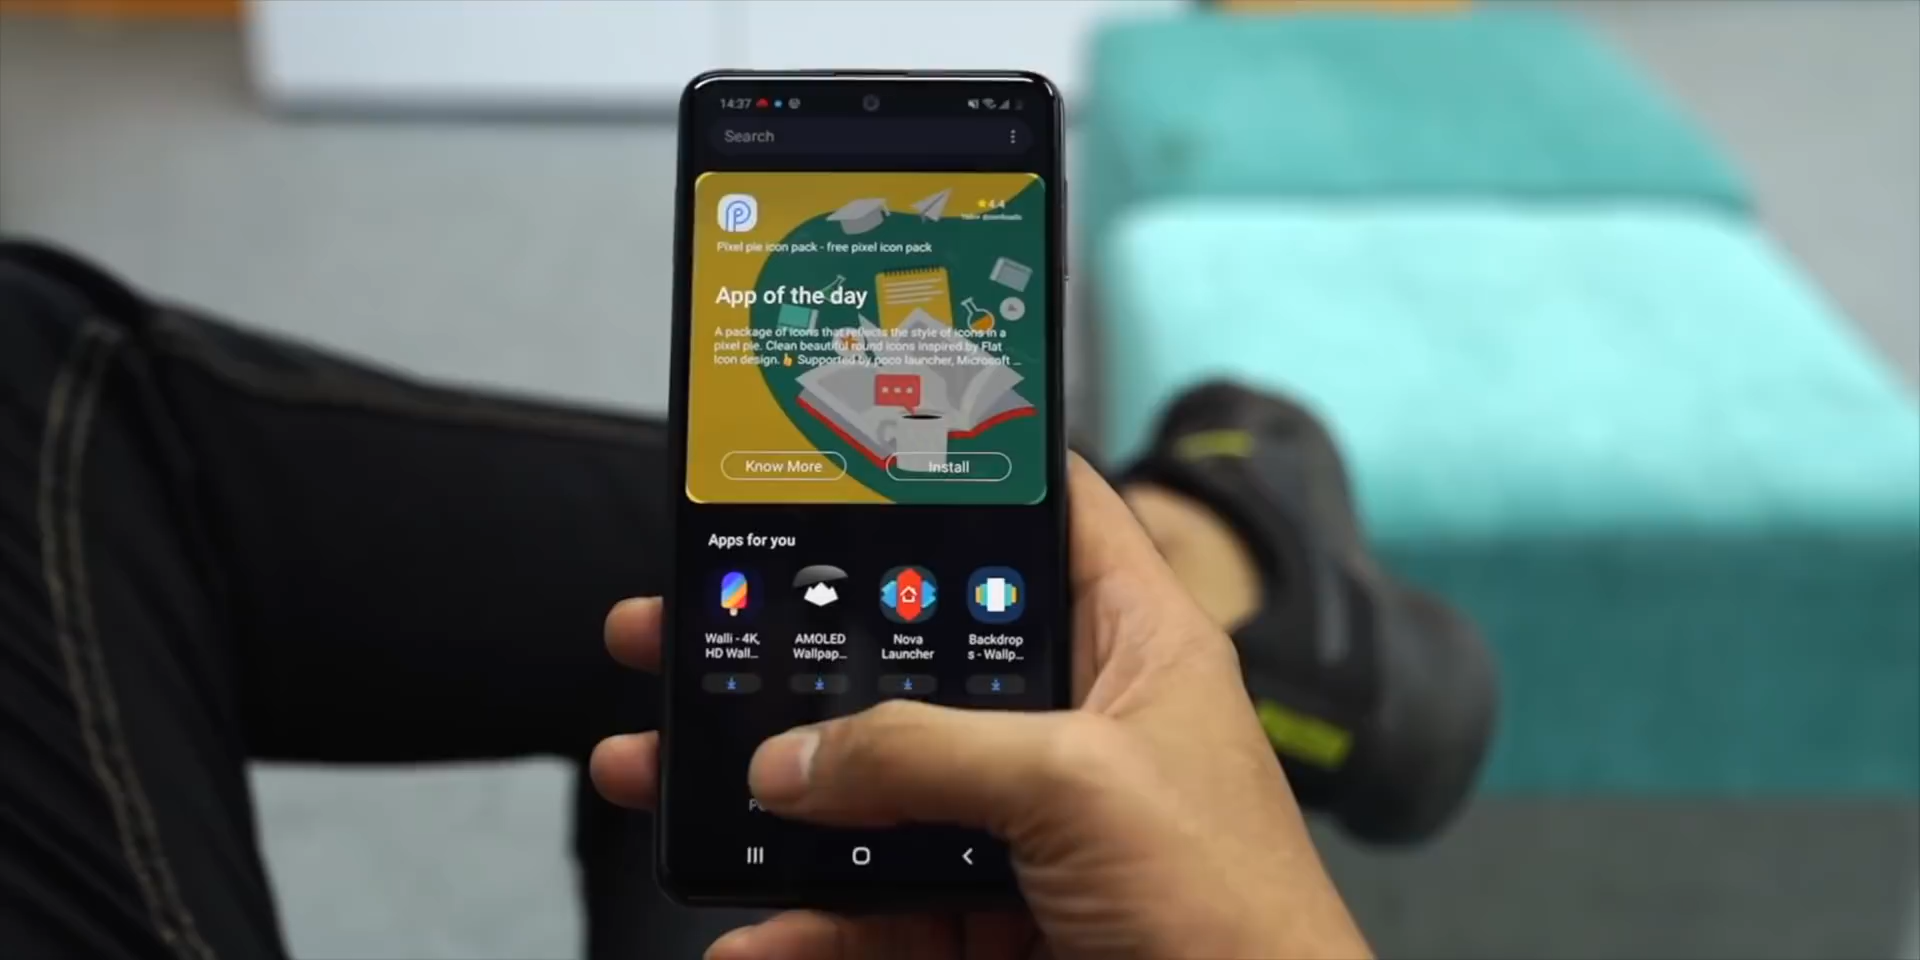 14:37
Search
4.4
Pixel pie icon pack - free pixel icon pack
App of the day
A package of icons that reflects the style of icons in a
pixel pie. Clean beautiful round icons inspired by Flat
Icon design. 👆 Supported by poco launcher, Microsoft ...
Know More
Install
Apps for you
Walli - 4K,
HD Wall...
AMOLED
Wallpap...
Nova
Launcher
Backdrop
s - Wallp...